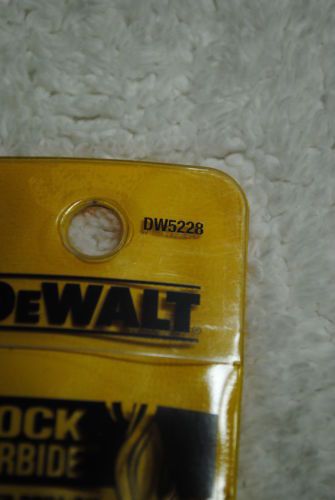 DW5228
DEWALT
OCK
RBIDE